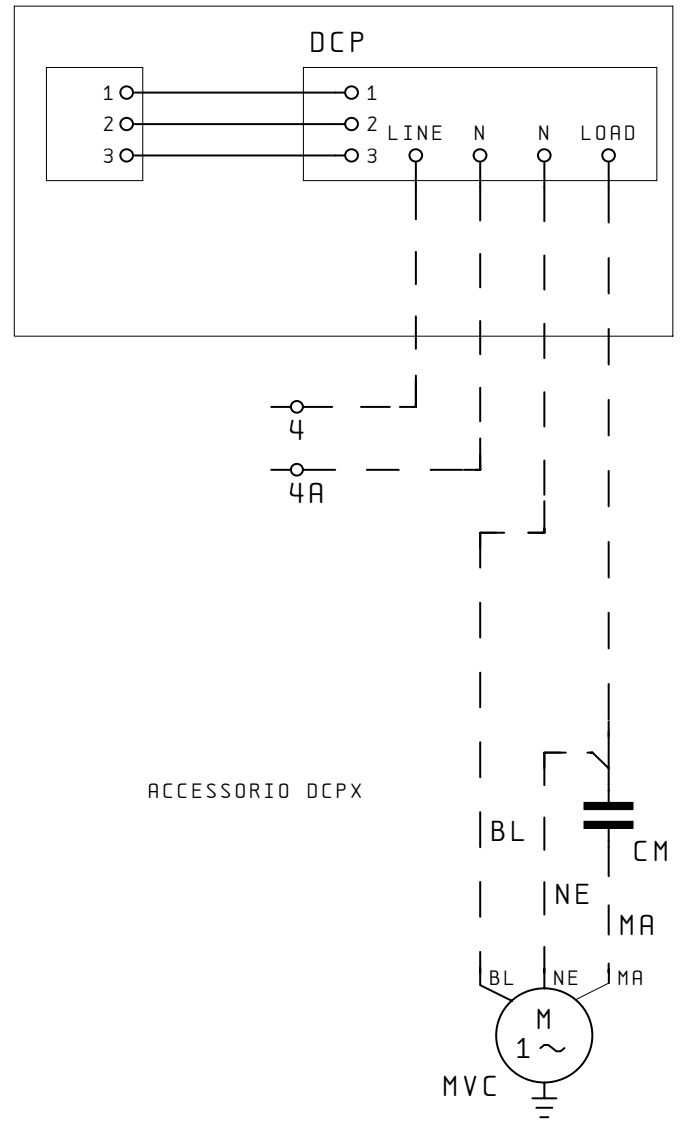 DCP
1 1
2 2
LINE N N LOAD
3 3
4
4A
ACCESSORIO DCPX
BL
CM
NE
MA
BL NE MA
M
1~
MVC